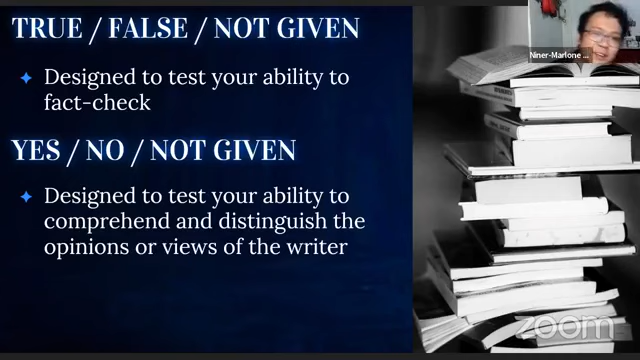 TRUE / FALSE / NOT GIVEN
Designed to test your ability to
fact-check
YES / NO / NOT GIVEN
Designed to test your ability to
comprehend and distinguish the
opinions or views of the writer
Niner-Marlone ...
zoom